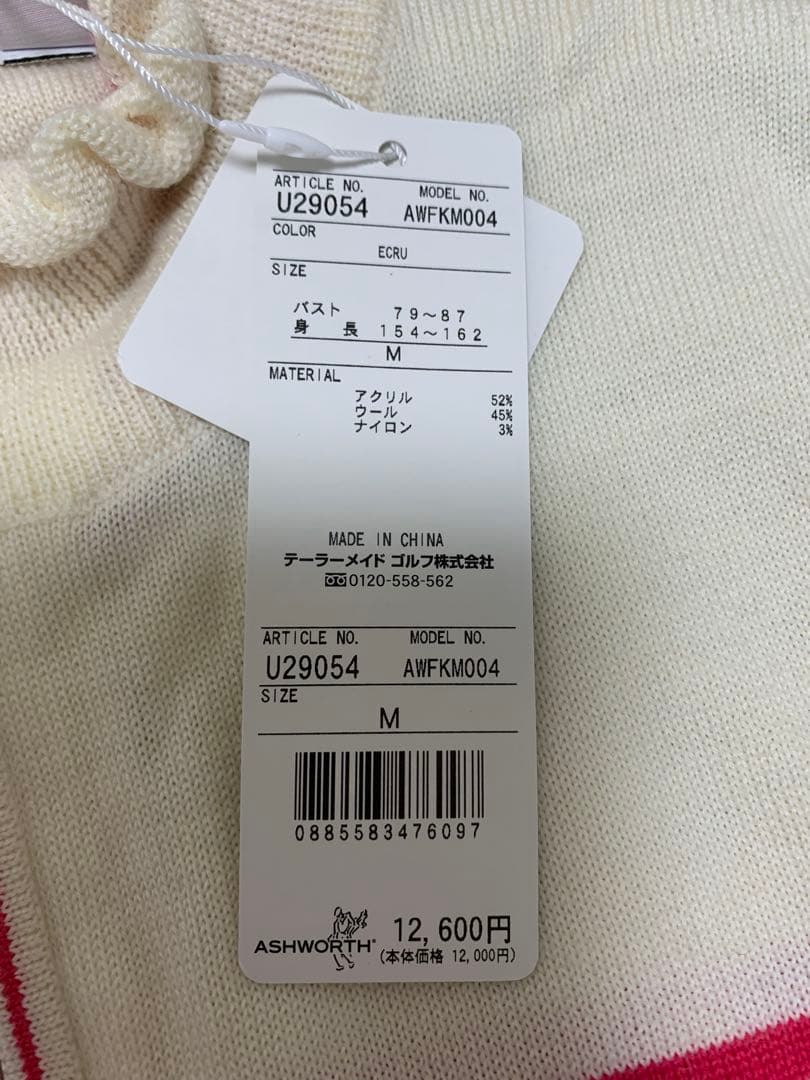 ARTICLE NO. MODEL NO.
U29054 AWFKM004
COLOR
ECRU
SIZE
バスト 79～87
身長 154～162
M
MATERIAL
アクリル 52%
ウール 45%
ナイロン 3%
MADE IN CHINA
テーラーメイド ゴルフ株式会社
0120-558-562
ARTICLE NO. MODEL NO.
U29054 AWFKM004
SIZE
M
0885583476097
ASHWORTH 12,600円
(本体価格 12,000円)